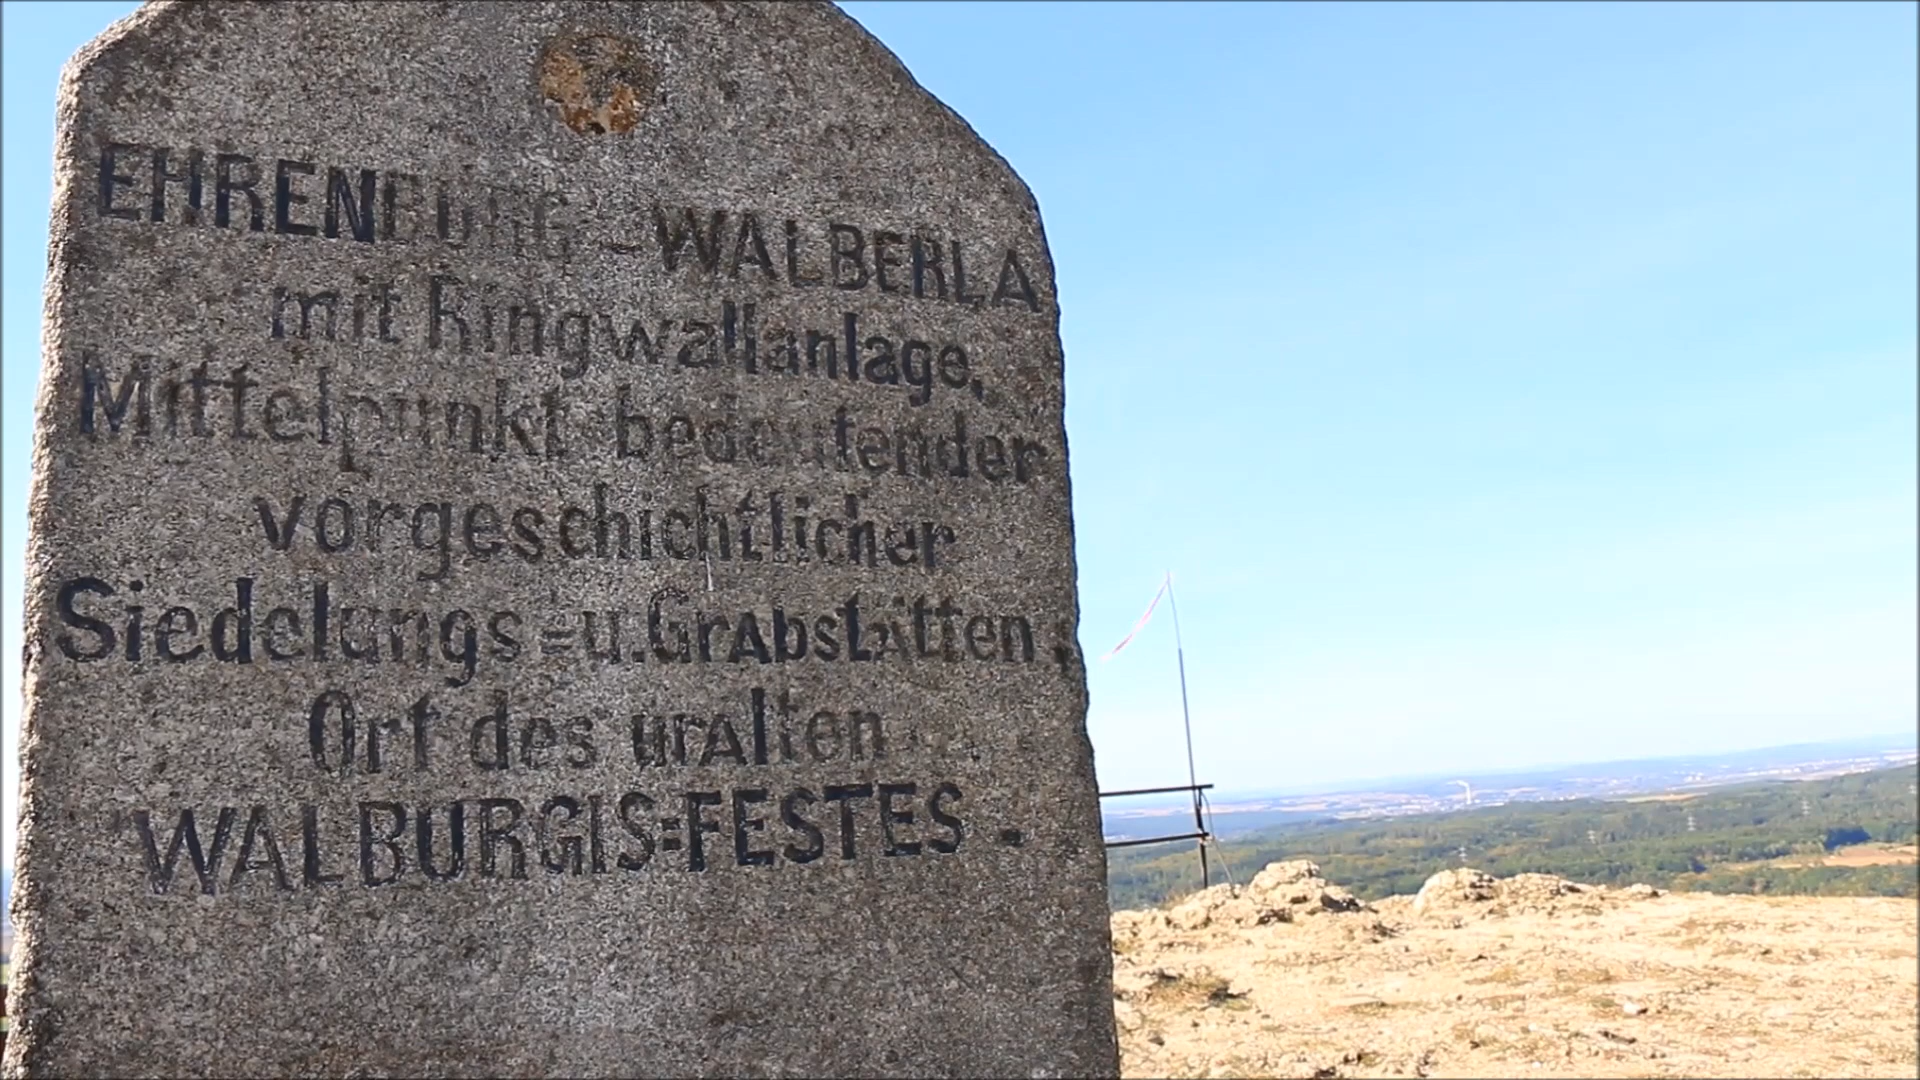 EHRENBÜRG - WALBERLA
mit Ringwallanlage,
Mittelpunkt bedeutender
vorgeschichtlicher
Siedelungs=u.Grabstätten,
Ort des uralten
WALBURGIS=FESTES.